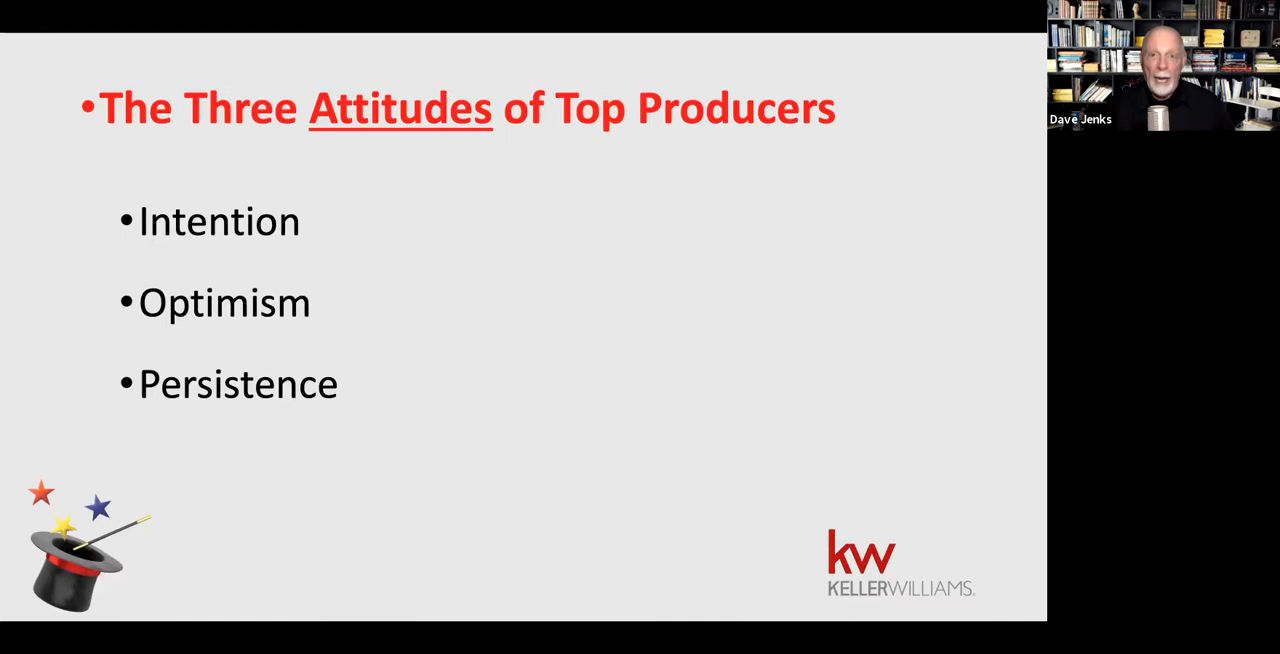 •The Three Attitudes of Top Producers
•Intention
•Optimism
•Persistence
kw
KELLERWILLIAMS.
Dave Jenks